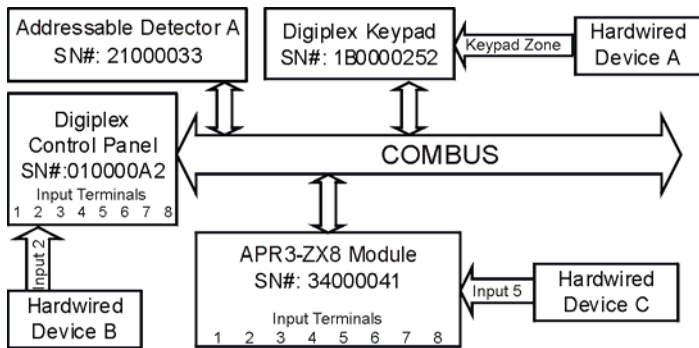 Addressable Detector A
SN#: 21000033
Digiplex Keypad
SN#: 1B0000252
Keypad Zone
Hardwired
Device A
Digiplex
Control Panel
SN#:010000A2
Input Terminals
1 2 3 4 5 6 7 8
COMBUS
Input 2
Hardwired
Device B
APR3-ZX8 Module
SN#: 34000041
Input Terminals
1 2 3 4 5 6 7 8
Input 5
Hardwired
Device C